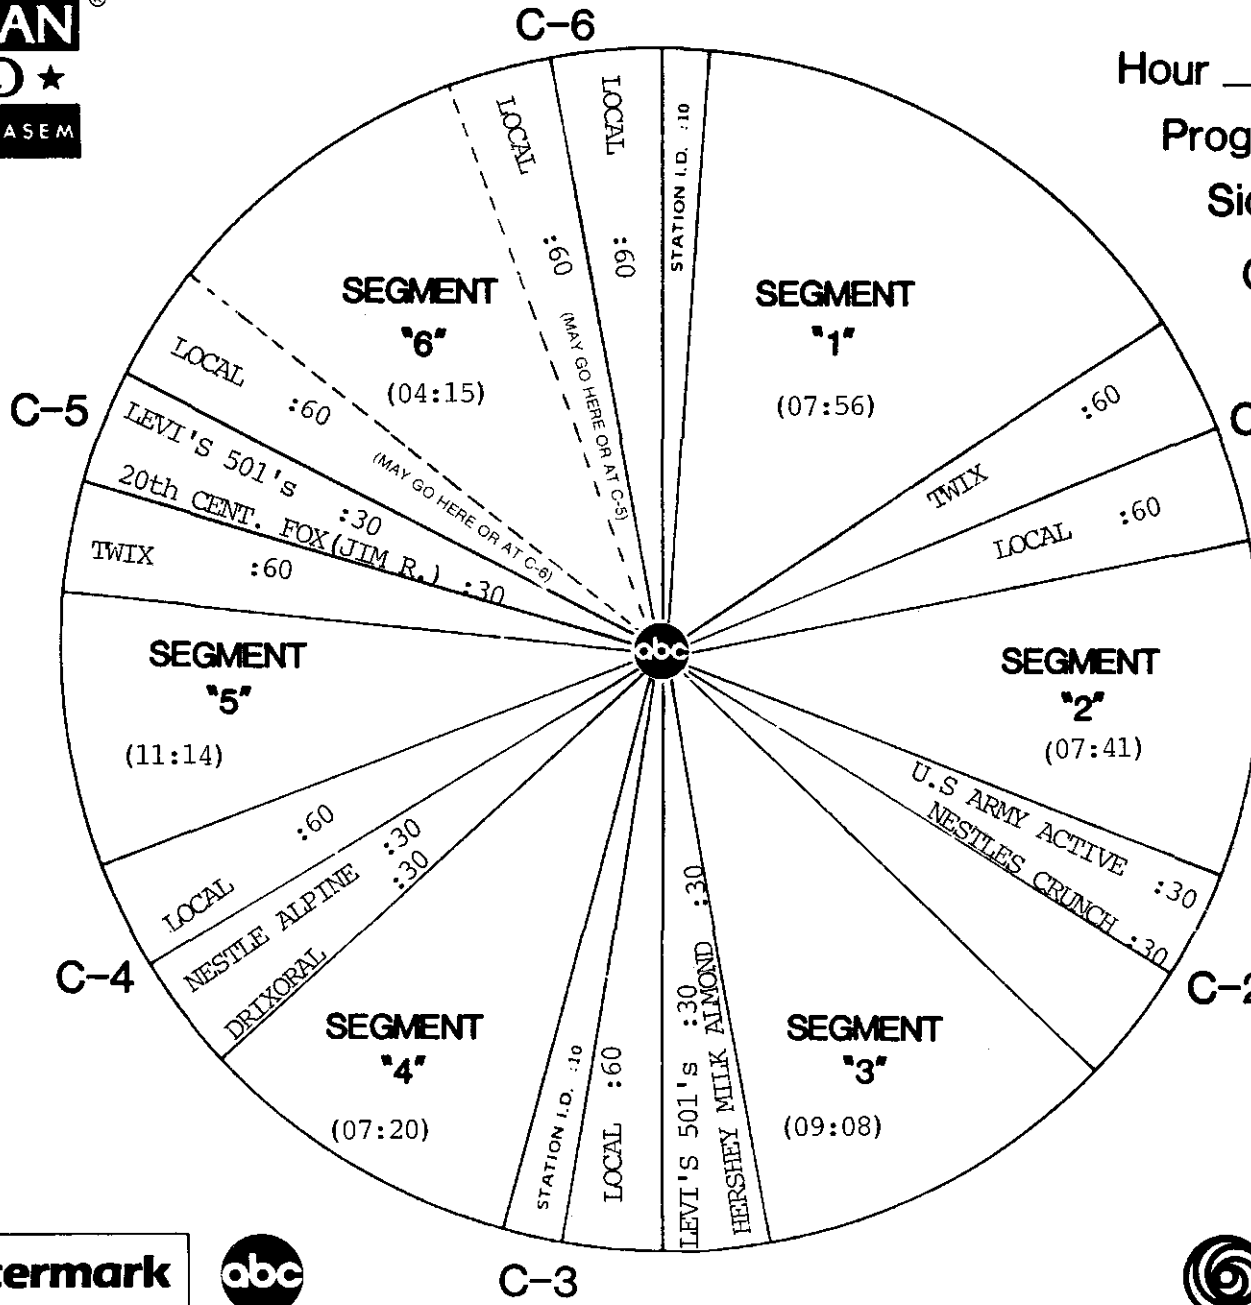 AN ®
★
ASEM
C-6
Hour
LOCAL :60
STATION I.D. :10
LOCAL :60
(MAY GO HERE OR AT C-5)
SEGMENT
"6"
(04:15)
SEGMENT
"1"
(07:56)
C-5
LOCAL :60
(MAY GO HERE OR AT C-6)
LEVI'S 501's :30
20th CENT. FOX(JIM R.) :30
TWIX :60
TWIX :60
LOCAL :60
abc
SEGMENT
"5"
(11:14)
SEGMENT
"2"
(07:41)
U.S ARMY ACTIVE :30
NESTLES CRUNCH :30
LOCAL :60
NESTLE ALPINE :30
DRIXORAL :30
C-4
C-2
SEGMENT
"4"
(07:20)
STATION I.D. :10
LOCAL :60
LEVI'S 501's :30
HERSHEY MILK ALMOND :30
SEGMENT
"3"
(09:08)
termark
abc
C-3